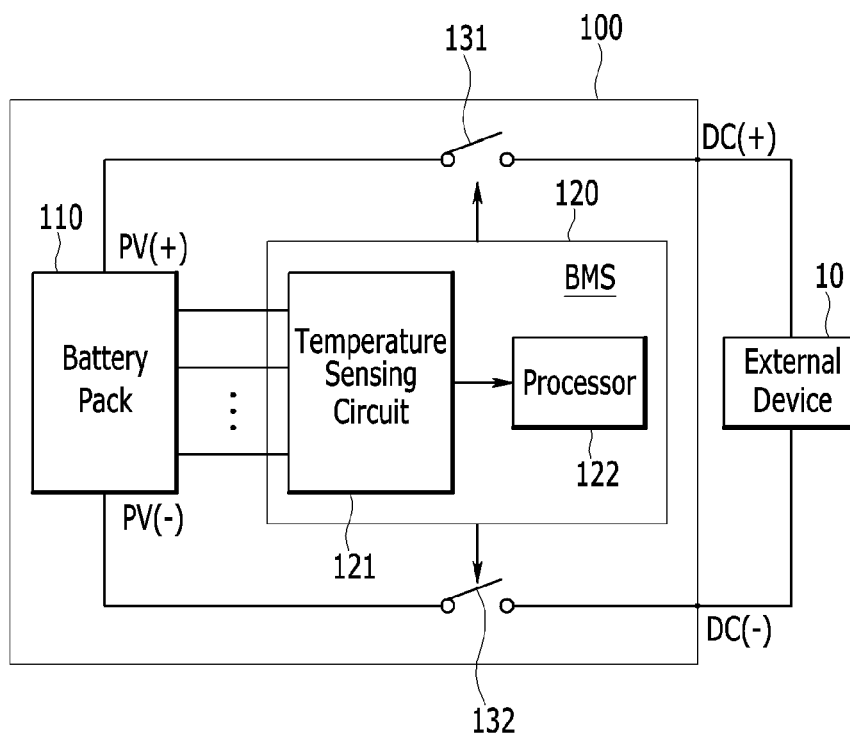 131
100
DC(+)
110
PV(+)
120
BMS
10
Battery
Pack
Temperature
Sensing
Circuit
Processor
External
Device
122
PV(-)
121
DC(-)
132